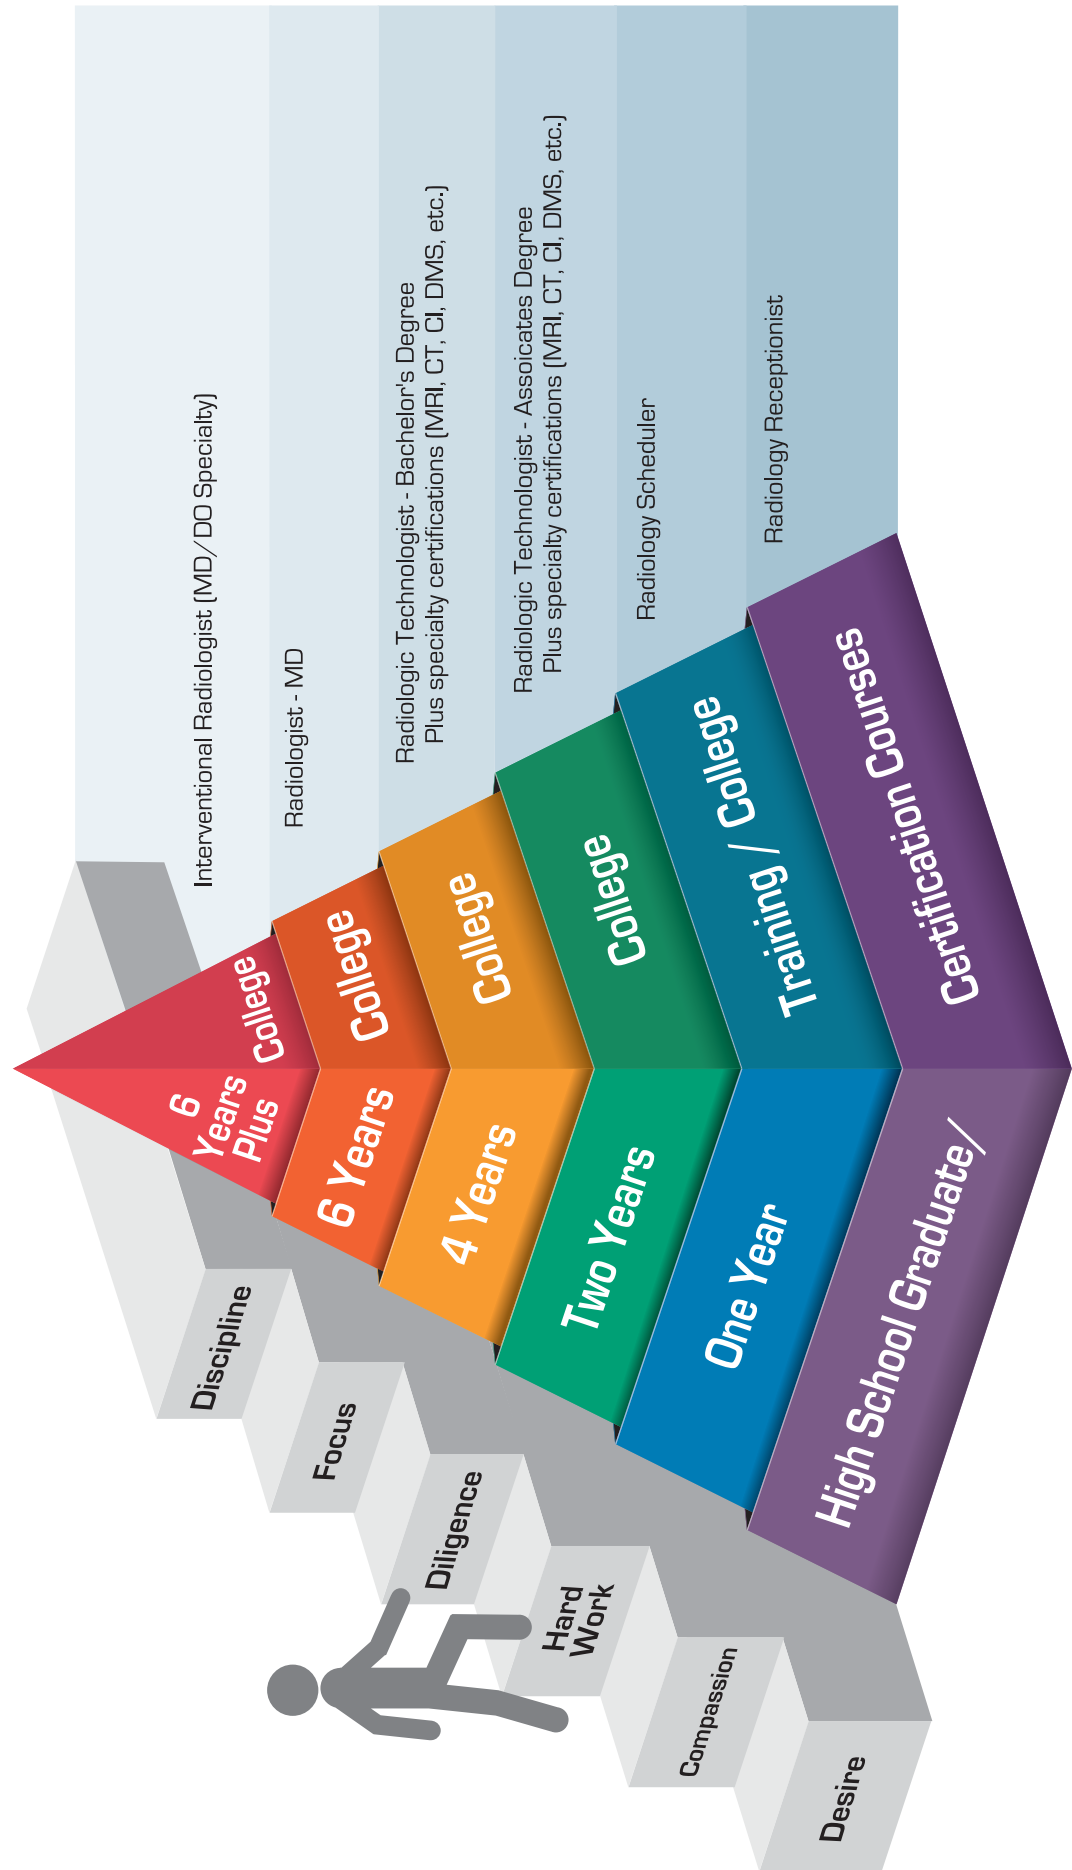 Interventional Radiologist (MD/DO Specialty)
Radiologist - MD
Radiologic Technologist - Bachelor's Degree
Plus specialty certifications (MRI, CT, CI, DMS, etc.)
Radiologic Technologist - Assoicates Degree
Plus specialty certifications (MRI, CT, CI, DMS, etc.)
Radiology Scheduler
Radiology Receptionist
6
Years
Plus
College
6 Years
College
4 Years
College
Two Years
College
One Year
Training / College
High School Graduate/
Certification Courses
Discipline
Focus
Diligence
Hard
Work
Compassion
Desire